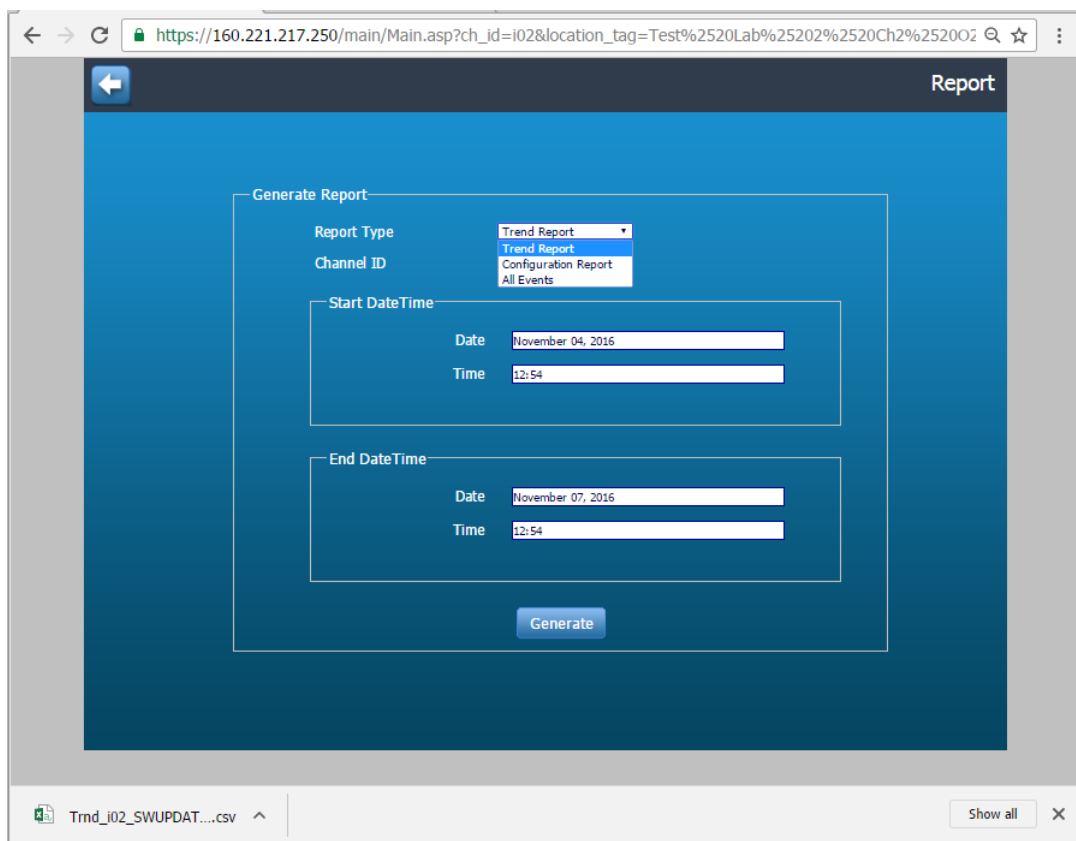 https://160.221.217.250/main/Main.asp?ch_id=i02&location_tag=Test%2520Lab%25202%2520Ch2%2520O2
Report
Generate Report
Report Type
Trend Report
Trend Report
Configuration Report
All Events
Channel ID
Start DateTime
Date
November 04, 2016
Time
12:54
End DateTime
Date
November 07, 2016
Time
12:54
Generate
Trnd_i02_SWUPDAT....csv
Show all